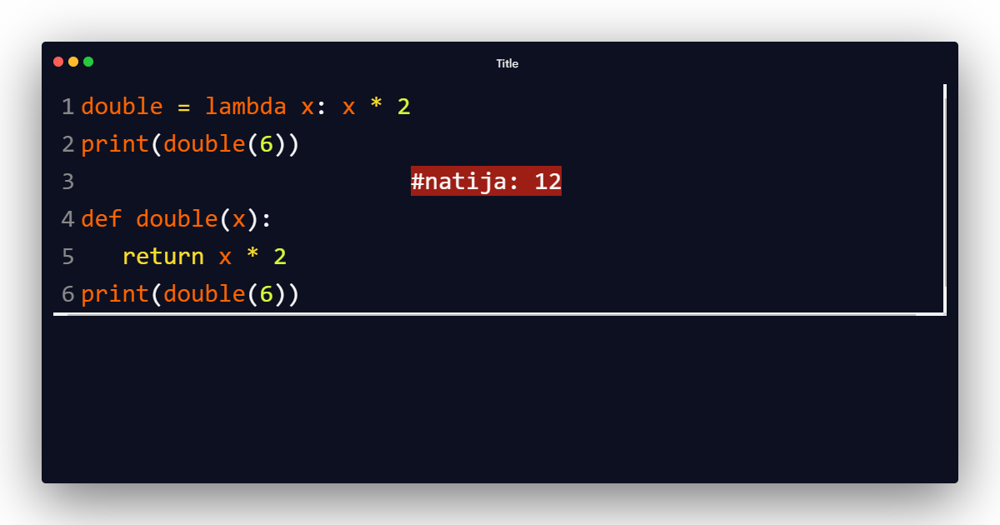 Title
1 double = lambda x: x * 2
2 print(double(6))
3                         #natija: 12
4 def double(x):
5    return x * 2
6 print(double(6))